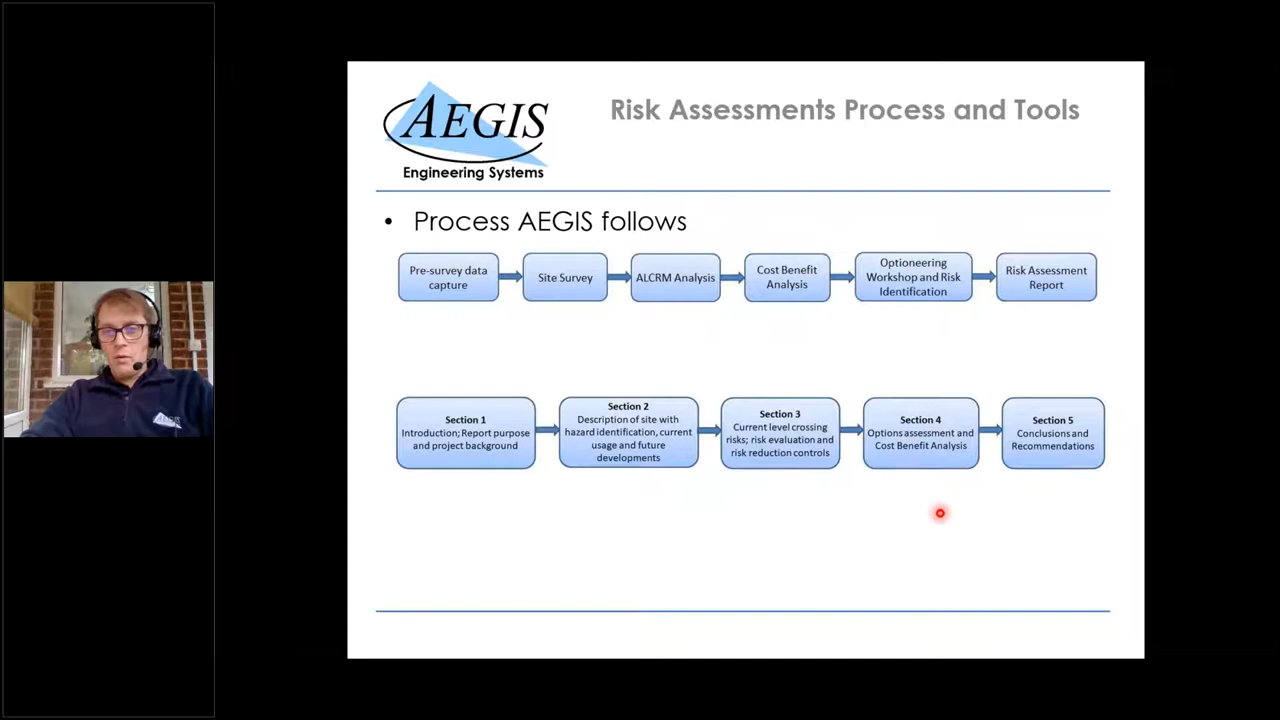 AEGIS
Engineering Systems
Risk Assessments Process and Tools
• Process AEGIS follows
Pre-survey data
capture
Site Survey
ALCRM Analysis
Cost Benefit
Analysis
Optioneering
Workshop and Risk
Identification
Risk Assessment
Report
Section 1
Introduction; Report purpose
and project background
Section 2
Description of site with
hazard identification, current
usage and future
developments
Section 3
Current level crossing
risks; risk evaluation and
risk reduction controls
Section 4
Options assessment and
Cost Benefit Analysis
Section 5
Conclusions and
Recommendations
AEGIS